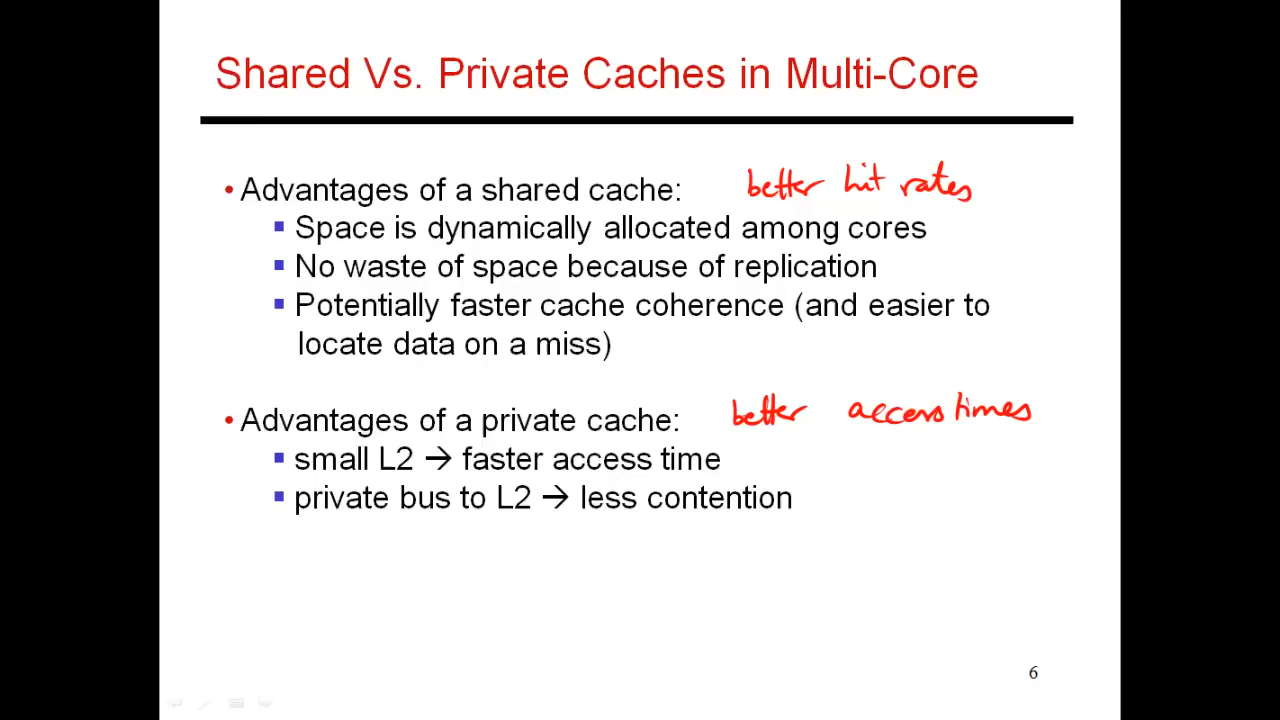 Shared Vs. Private Caches in Multi-Core
• Advantages of a shared cache: better hit rates
▪ Space is dynamically allocated among cores
▪ No waste of space because of replication
▪ Potentially faster cache coherence (and easier to
locate data on a miss)
• Advantages of a private cache: better access times
▪ small L2 → faster access time
▪ private bus to L2 → less contention
6